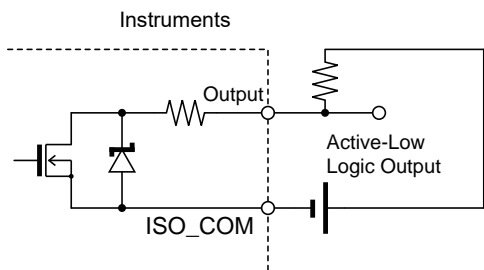 Instruments
Output
Active-Low
Logic Output
ISO_COM